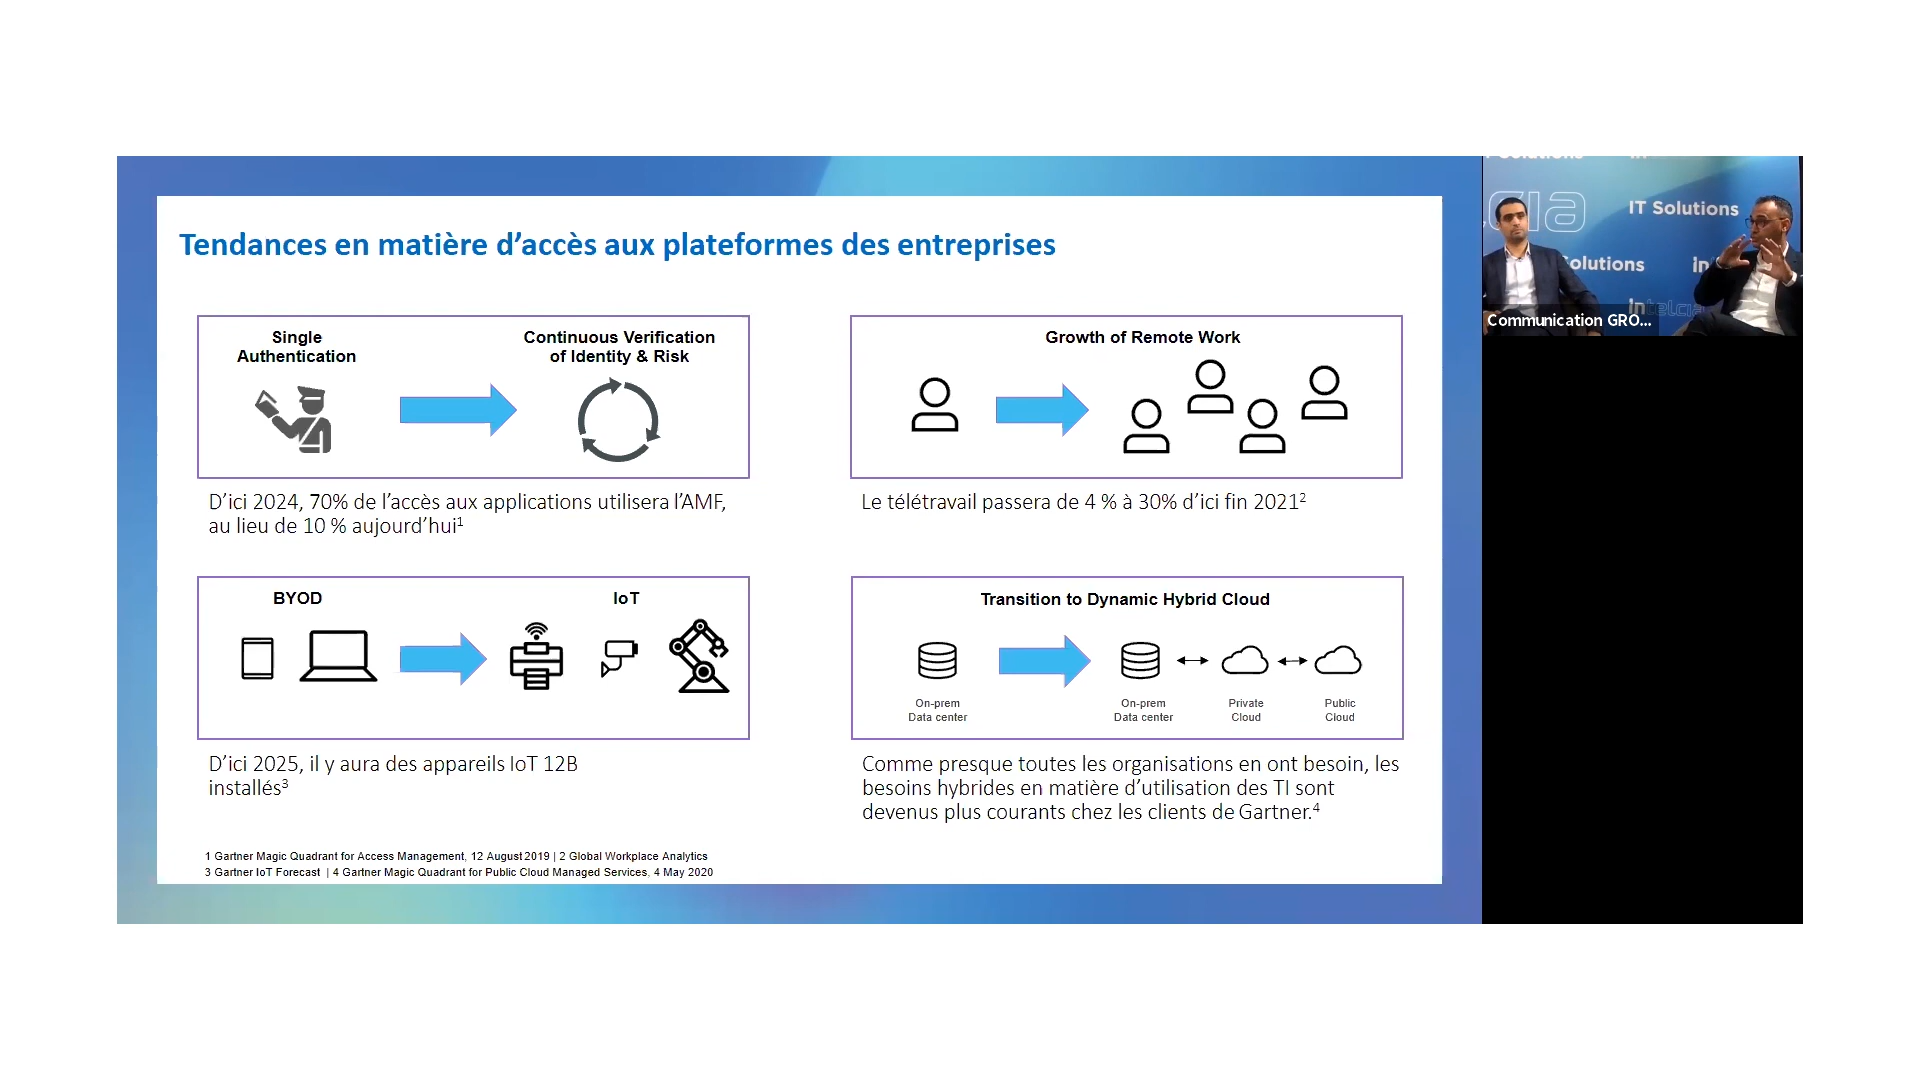 Tendances en matière d’accès aux plateformes des entreprises
Single
Authentication
Continuous Verification
of Identity & Risk
D’ici 2024, 70% de l’accès aux applications utilisera l’AMF,
au lieu de 10 % aujourd’hui¹
Growth of Remote Work
Le télétravail passera de 4 % à 30% d’ici fin 2021²
BYOD
IoT
D’ici 2025, il y aura des appareils IoT 12B
installés³
Transition to Dynamic Hybrid Cloud
On-prem
Data center
On-prem
Data center
Private
Cloud
Public
Cloud
Comme presque toutes les organisations en ont besoin, les
besoins hybrides en matière d’utilisation des TI sont
devenus plus courants chez les clients de Gartner.⁴
1 Gartner Magic Quadrant for Access Management, 12 August 2019 | 2 Global Workplace Analytics
3 Gartner IoT Forecast | 4 Gartner Magic Quadrant for Public Cloud Managed Services, 4 May 2020
IT Solutions
intelcia
Communication GRO...